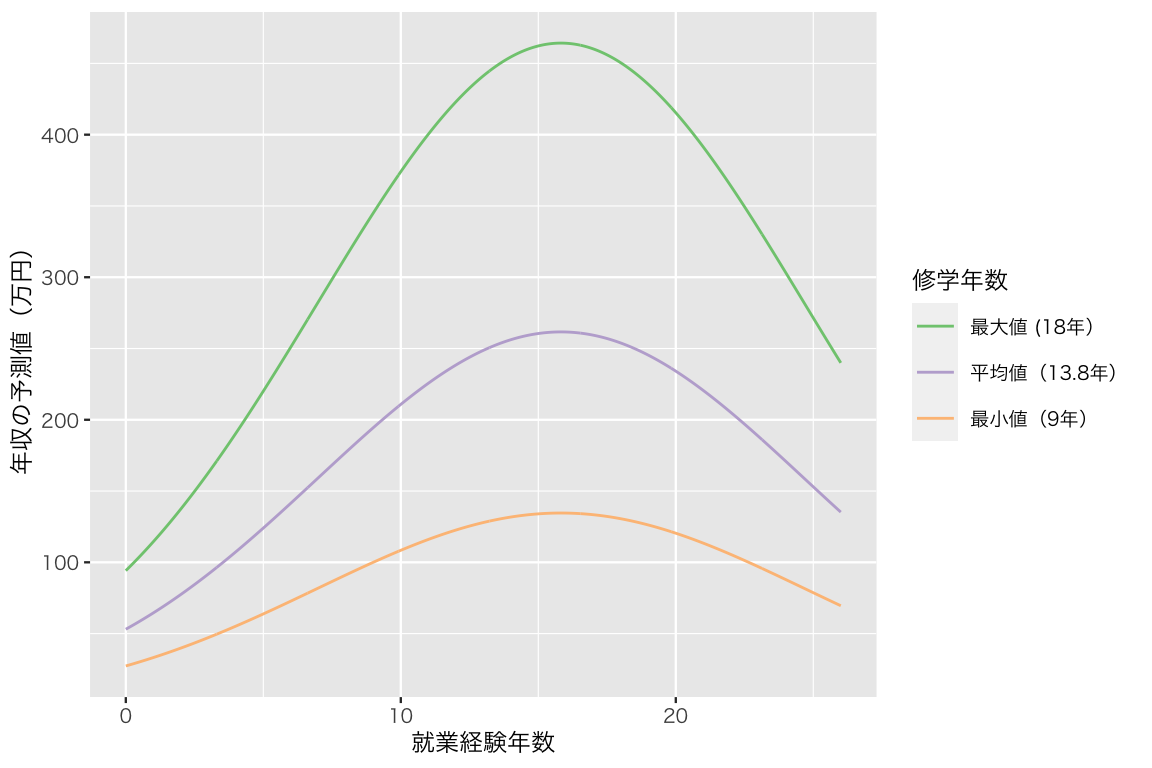 年収の予測値（万円）
400
300
200
100
0
10
20
就業経験年数
修学年数
最大値 (18年）
平均値（13.8年）
最小値（9年）